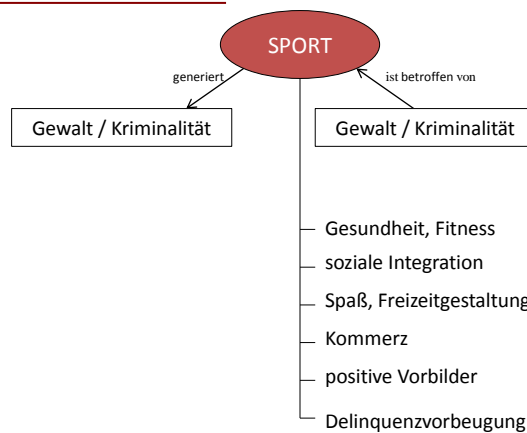 SPORT
generiert
ist betroffen von
Gewalt / Kriminalität
Gewalt / Kriminalität
Gesundheit, Fitness
soziale Integration
Spaß, Freizeitgestaltung
Kommerz
positive Vorbilder
Delinquenzvorbeugung